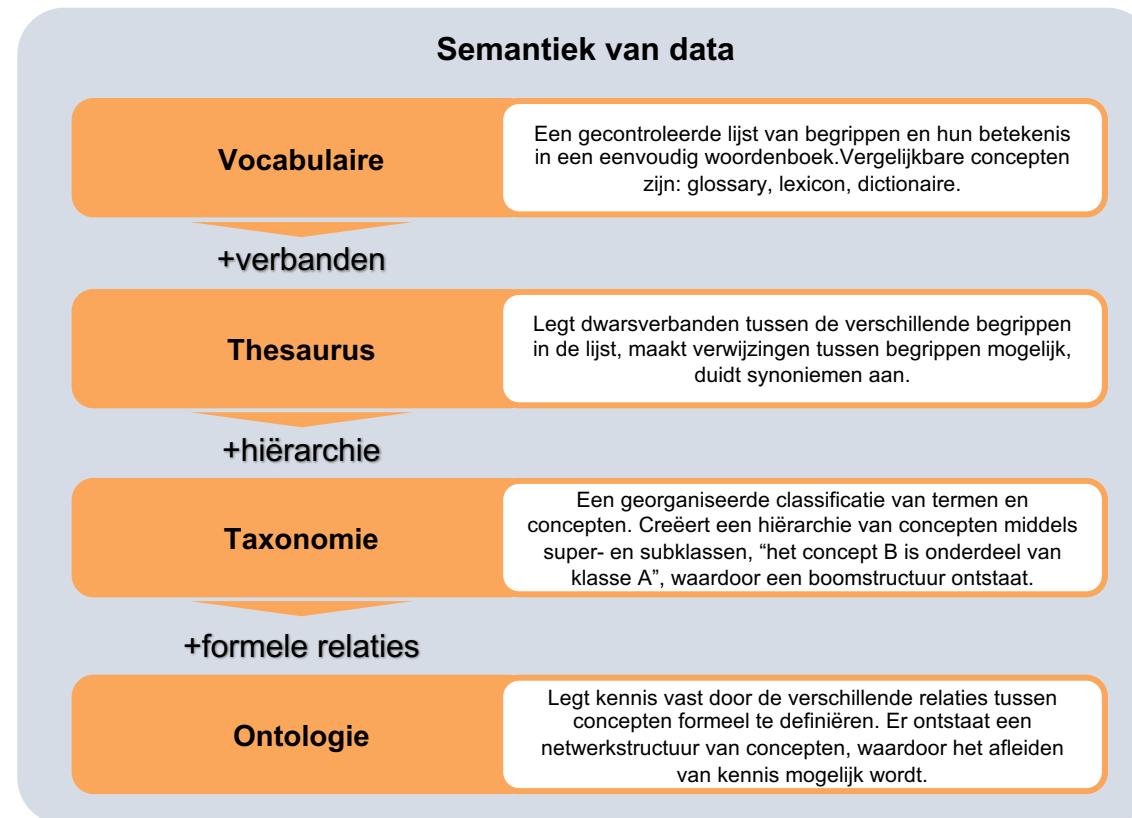 Semantiek van data
Vocabulaire
Een gecontroleerde lijst van begrippen en hun betekenis
in een eenvoudig woordenboek.Vergelijkbare concepten
zijn: glossary, lexicon, dictionaire.
+verbanden
Thesaurus
Legt dwarsverbanden tussen de verschillende begrippen
in de lijst, maakt verwijzingen tussen begrippen mogelijk,
duidt synoniemen aan.
+hiërarchie
Taxonomie
Een georganiseerde classificatie van termen en
concepten. Creëert een hiërarchie van concepten middels
super- en subklassen, “het concept B is onderdeel van
klasse A”, waardoor een boomstructuur ontstaat.
+formele relaties
Ontologie
Legt kennis vast door de verschillende relaties tussen
concepten formeel te definiëren. Er ontstaat een
netwerkstructuur van concepten, waardoor het afleiden
van kennis mogelijk wordt.